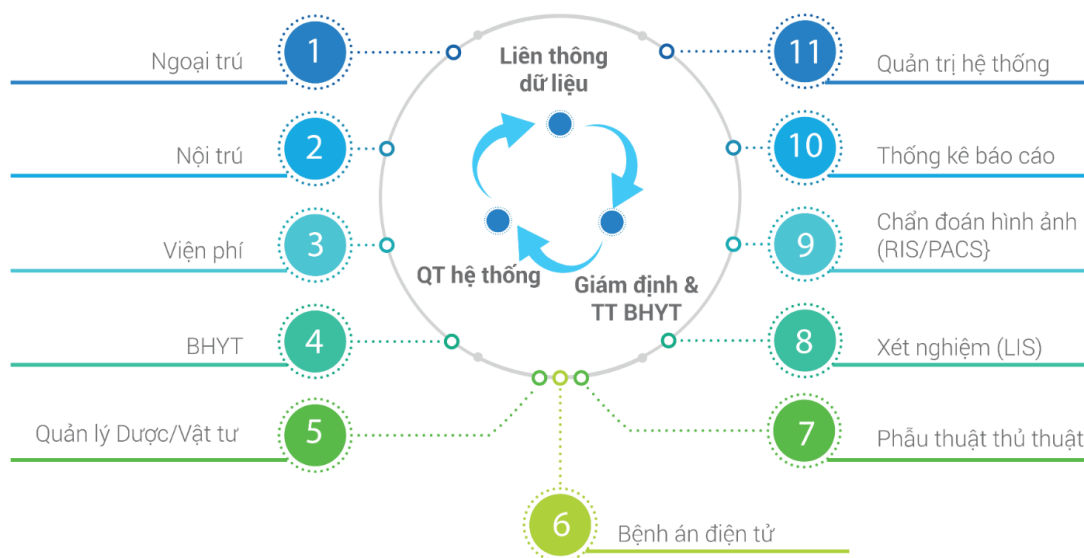 1
Ngoại trú
2
Nội trú
3
Viện phí
4
BHYT
5
Quản lý Dược/Vật tư
6
Bệnh án điện tử
7
Phẫu thuật thủ thuật
8
Xét nghiệm (LIS)
9
Chẩn đoán hình ảnh
(RIS/PACS}
10
Thống kê báo cáo
11
Quản trị hệ thống
Liên thông
dữ liệu
QT hệ thống
Giám định &
TT BHYT